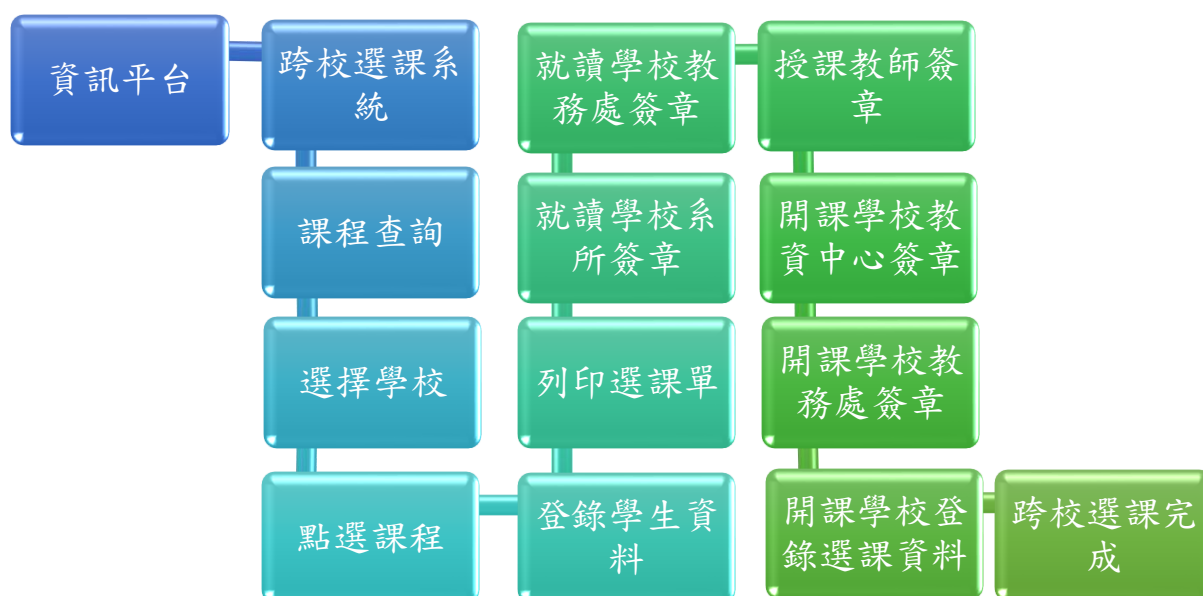 資訊平台
跨校選課系
統
課程查詢
選擇學校
點選課程
登錄學生資
料
列印選課單
就讀學校系
所簽章
就讀學校教
務處簽章
授課教師簽
章
開課學校教
資中心簽章
開課學校教
務處簽章
開課學校登
錄選課資料
跨校選課完
成